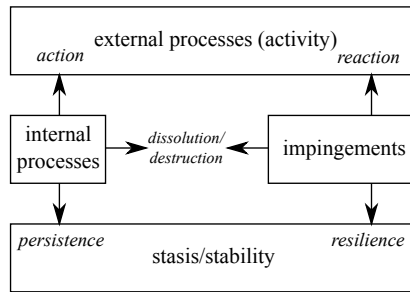 external processes (activity)
action
reaction
internal
processes
dissolution/
destruction
impingements
persistence
resilience
stasis/stability